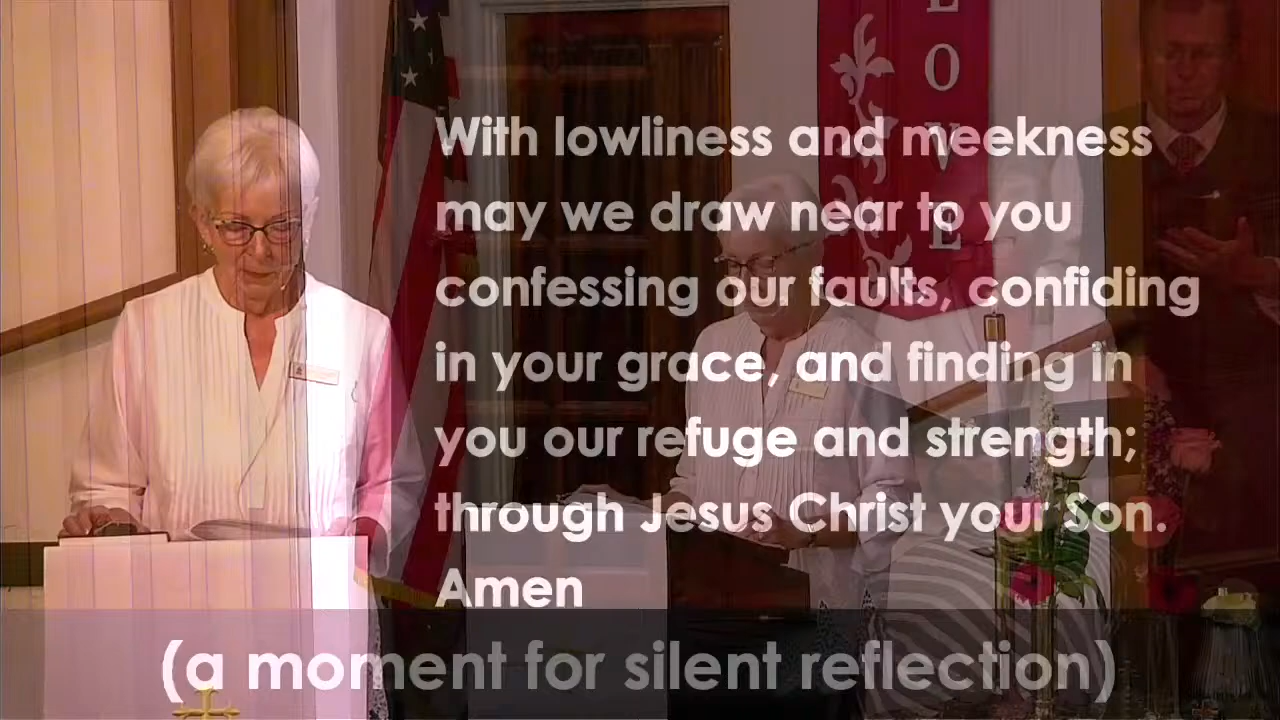 LOVE
With lowliness and meekness
may we draw near to you
confessing our faults, confiding
in your grace, and finding in
you our refuge and strength;
through Jesus Christ your Son.
Amen
(a moment for silent reflection)